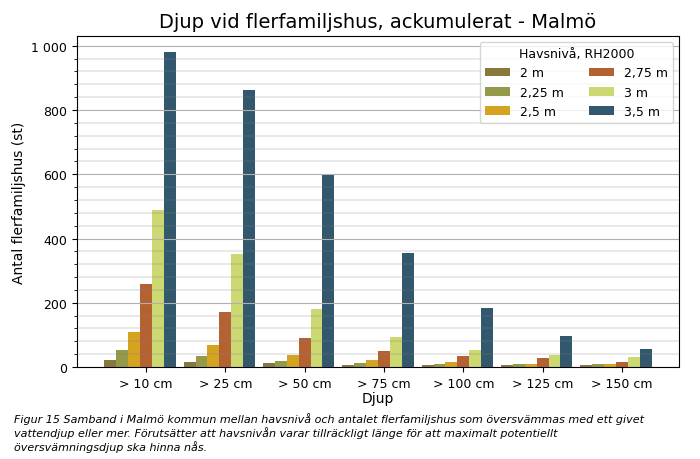 Djup vid flerfamiljshus, ackumulerat - Malmö
Havsnivå, RH2000
2 m
2,25 m
2,5 m
2,75 m
3 m
3,5 m
Antal flerfamiljshus (st)
1 000
800
600
400
200
0
> 10 cm
> 25 cm
> 50 cm
> 75 cm
> 100 cm
> 125 cm
> 150 cm
Djup
Figur 15 Samband i Malmö kommun mellan havsnivå och antalet flerfamiljshus som översvämmas med ett givet
vattendjup eller mer. Förutsätter att havsnivån varar tillräckligt länge för att maximalt potentiellt
översvämningsdjup ska hinna nås.